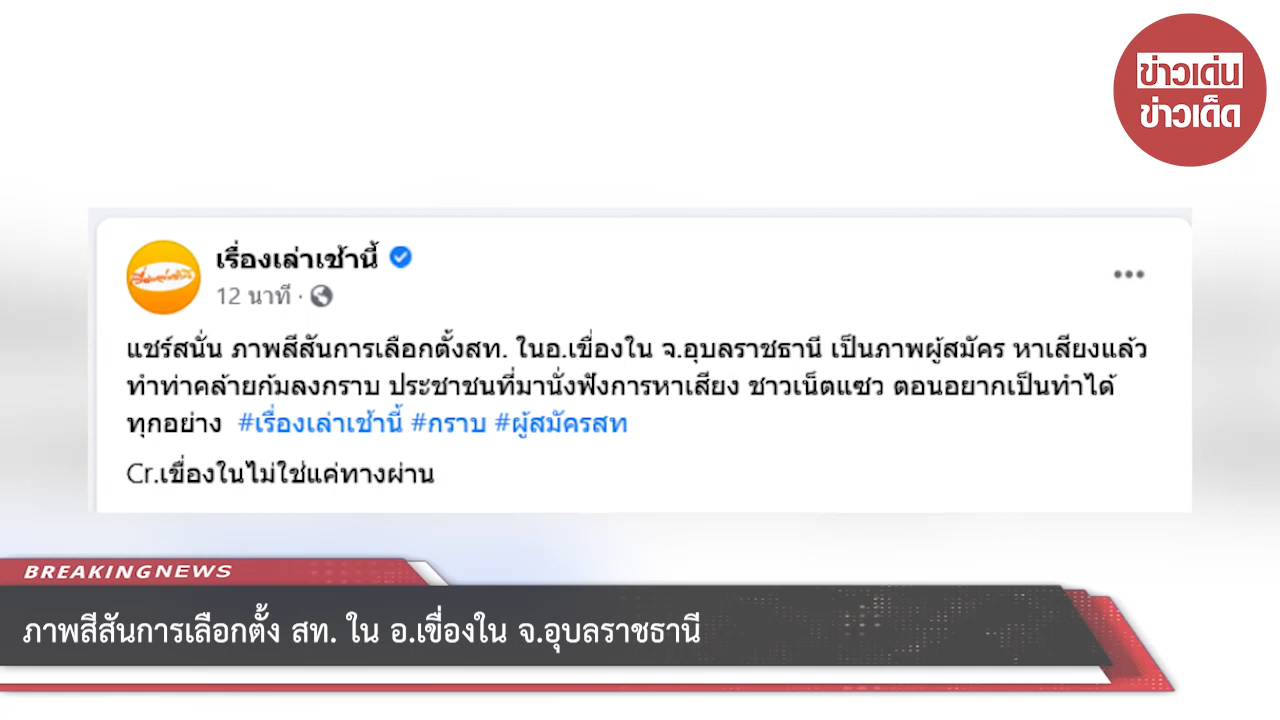 ข่าวเด่น
ข่าวเด็ด
เรื่องเล่าเช้านี้
12 นาที ·
แชร์สนั่น ภาพสีสันการเลือกตั้งสท. ในอ.เขื่องใน จ.อุบลราชธานี เป็นภาพผู้สมัคร หาเสียงแล้ว
ทำท่าคล้ายก้มลงกราบ ประชาชนที่มานั่งฟังการหาเสียง ชาวเน็ตแซว ตอนอยากเป็นทำได้
ทุกอย่าง #เรื่องเล่าเช้านี้ #กราบ #ผู้สมัครสท
Cr.เขื่องในไม่ใช่แค่ทางผ่าน
BREAKINGNEWS
ภาพสีสันการเลือกตั้ง สท. ใน อ.เขื่องใน จ.อุบลราชธานี